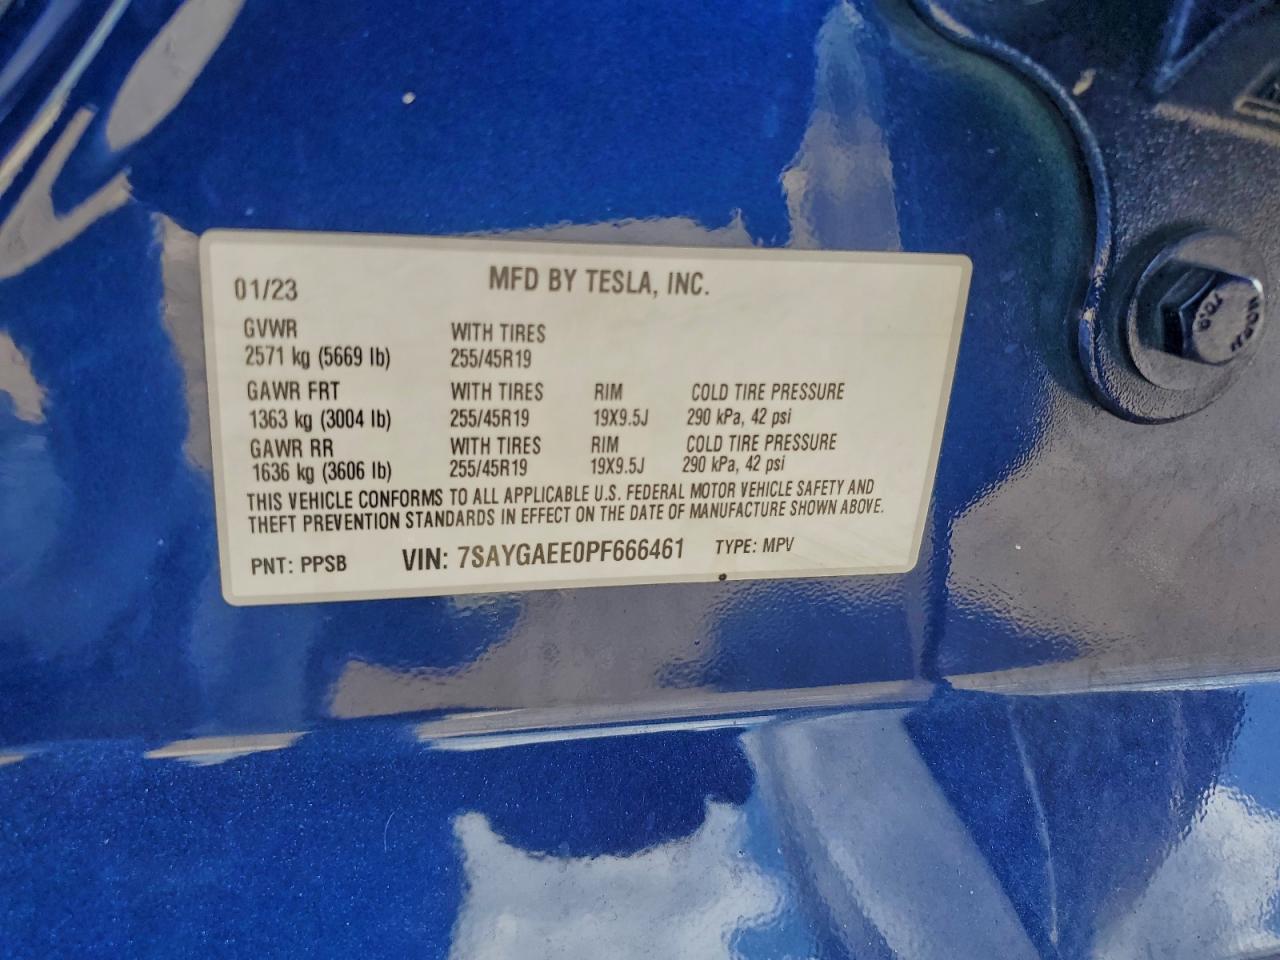 01/23 MFD BY TESLA, INC.
GVWR WITH TIRES
2571 kg (5669 lb) 255/45R19
GAWR FRT WITH TIRES RIM COLD TIRE PRESSURE
1363 kg (3004 lb) 255/45R19 19X9.5J 290 kPa, 42 psi
GAWR RR WITH TIRES RIM COLD TIRE PRESSURE
1636 kg (3606 lb) 255/45R19 19X9.5J 290 kPa, 42 psi
THIS VEHICLE CONFORMS TO ALL APPLICABLE U.S. FEDERAL MOTOR VEHICLE SAFETY AND
THEFT PREVENTION STANDARDS IN EFFECT ON THE DATE OF MANUFACTURE SHOWN ABOVE.
PNT: PPSB VIN: 7SAYGAEE0PF666461 TYPE: MPV
10.9